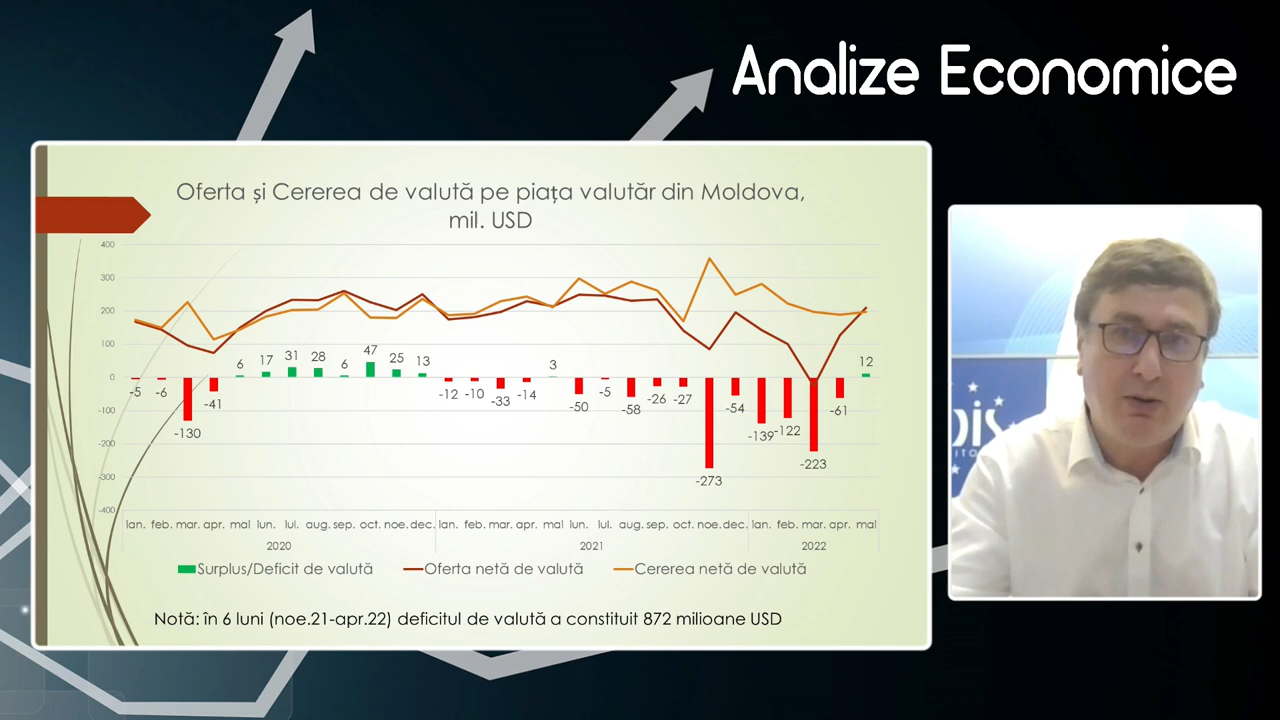 Analize Economice
Oferta și Cererea de valută pe piața valutăr din Moldova,
mil. USD
400
300
200
100
0
-100
-200
-300
-400
-5 -6 -130 -41 6 17 31 28 6 47 25 13 -12 -10 -33 -14 3 -50 -5 -58 -26 -27 -273 -54 -139 -122 -223 -61 12
Ian. feb. mar. apr. mai iun. iul. aug. sep. oct. noe. dec. Ian. feb. mar. apr. mai iun. iul. aug. sep. oct. noe. dec. ian. feb. mar. apr. mai
2020 2021 2022
Surplus/Deficit de valută Oferta netă de valută Cererea netă de valută
Notă: în 6 luni (noe.21-apr.22) deficitul de valută a constituit 872 milioane USD